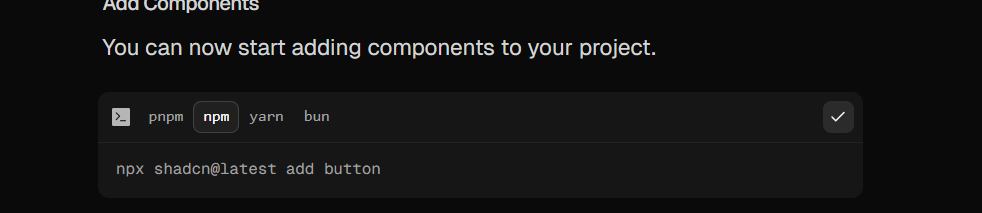 Add Components
You can now start adding components to your project.
pnpm npm yarn bun
npx shadcn@latest add button